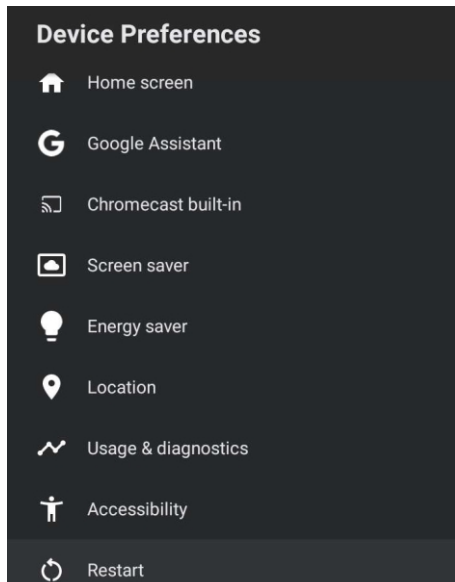 Device Preferences
Home screen
Google Assistant
Chromecast built-in
Screen saver
Energy saver
Location
Usage & diagnostics
Accessibility
Restart